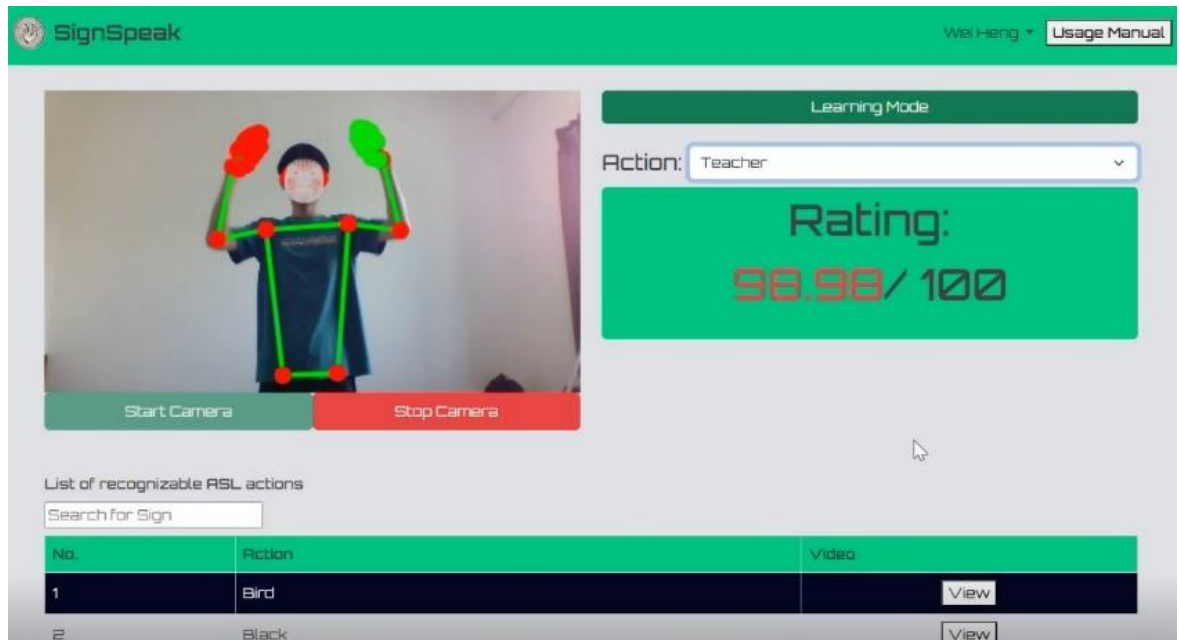 SignSpeak
Wei Heng
Usage Manual
Learning Mode
Action: Teacher
Rating:
98.98/ 100
Start Camera
Stop Camera
List of recognizable ASL actions
Search for Sign
No. Action Video
1 Bird View
2 Black View